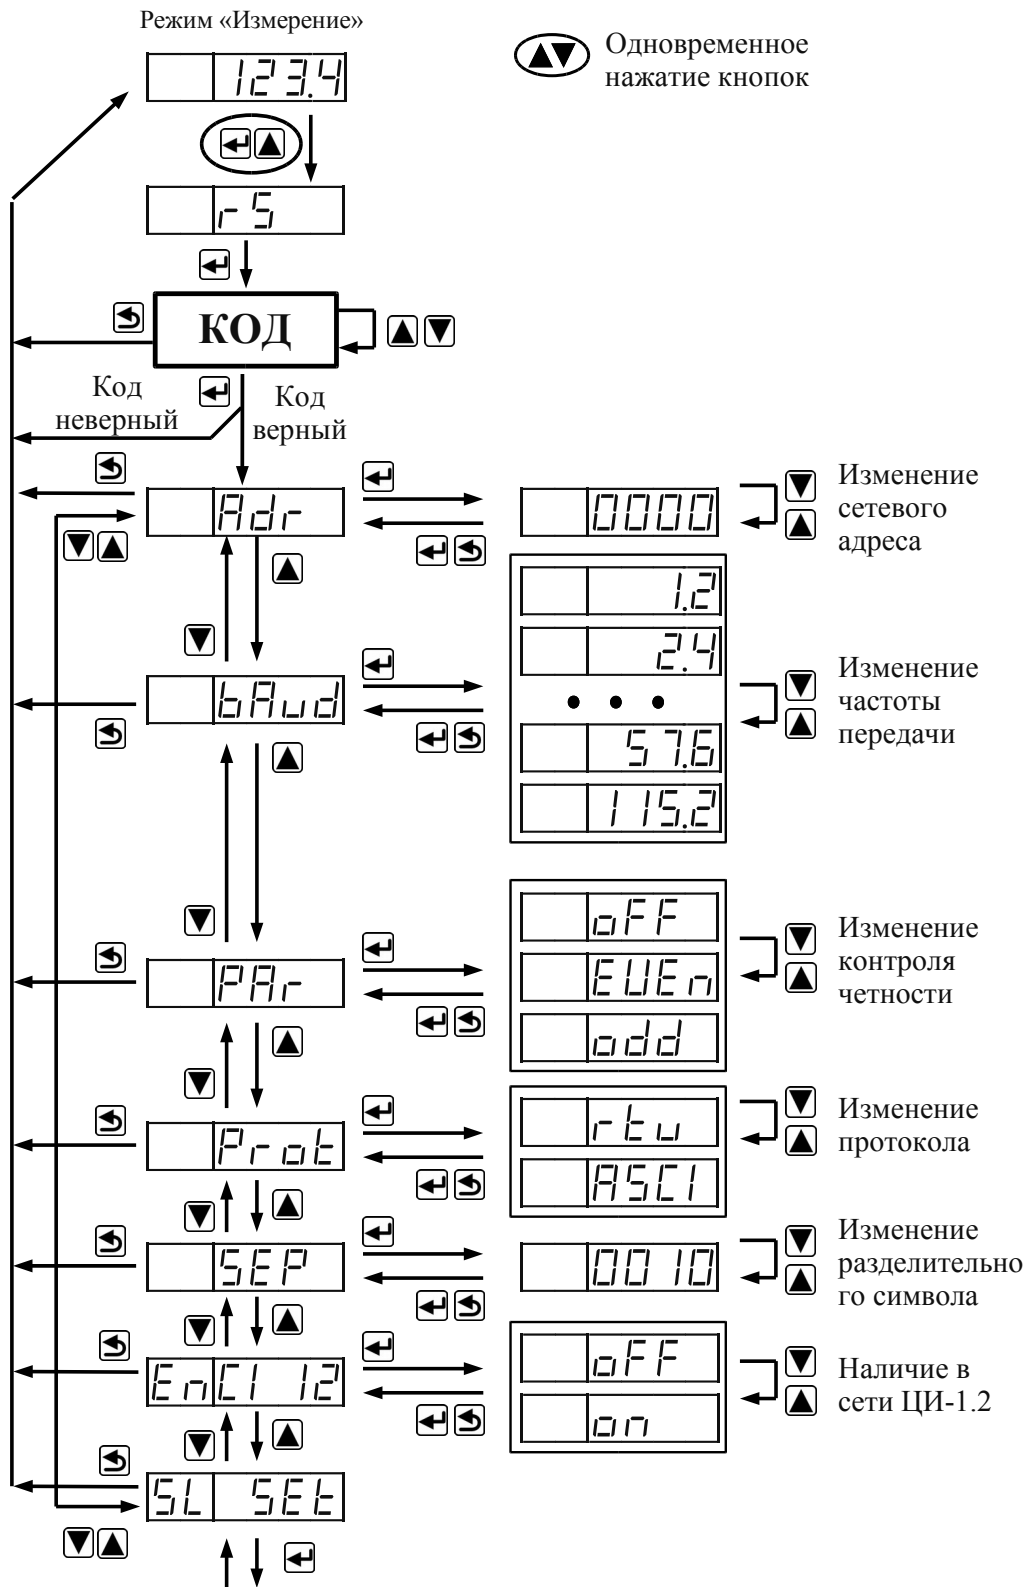 Режим «Измерение»
123.4
Одновременное
нажатие кнопок
rS
КОД
Код
неверный
Код
верный
Adr
0000
Изменение
сетевого
адреса
1.2
2.4
bAud
• • •
57.6
115.2
Изменение
частоты
передачи
PAr
oFF
EUEn
odd
Изменение
контроля
четности
Prot
rtu
ASCI
Изменение
протокола
SEP
0010
Изменение
разделительно
го символа
EnCI 12
oFF
on
Наличие в
сети ЦИ-1.2
SL SEt